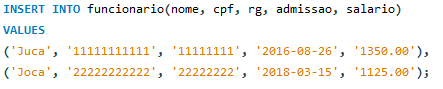 INSERT INTO funcionario(nome, cpf, rg, admissao, salario)
VALUES
('Juca', '11111111111', '11111111', '2016-08-26', '1350.00'),
('Joca', '22222222222', '22222222', '2018-03-15', '1125.00');